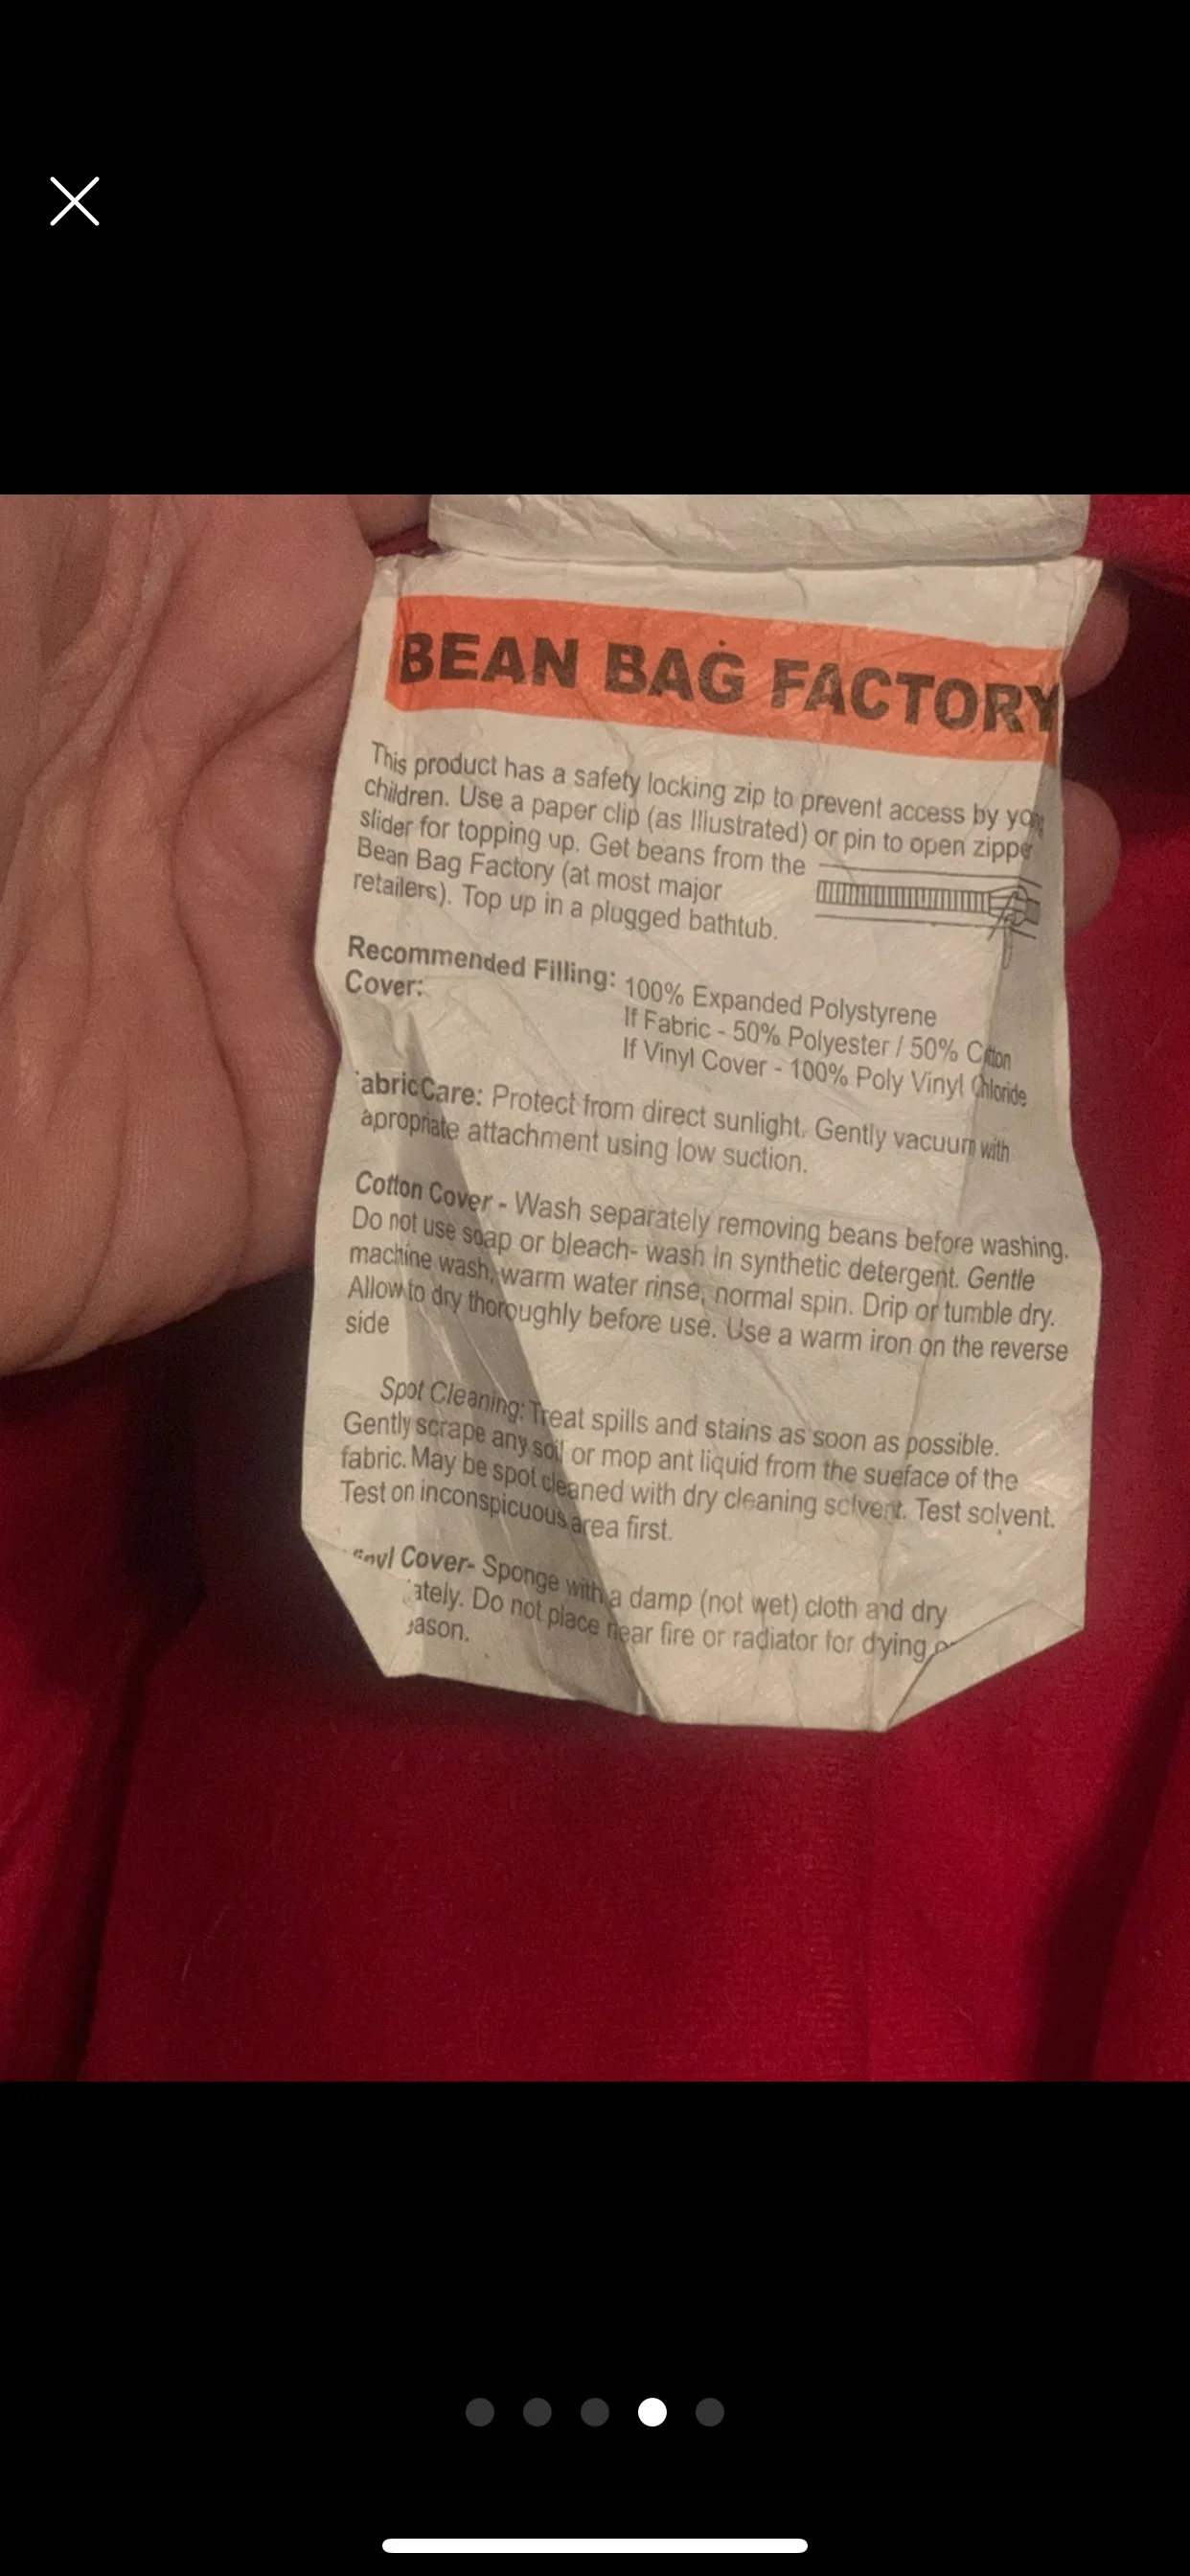 BEAN BAG FACTORY
This product has a safety locking zip to prevent access by
children. Use a paper clip (as Illustrated) or pin to open
slider for topping up. Get beans from the
Bean Bag Factory (at most major
retailers). Top up in a plugged bathtub.
Recommended Filling: 100% Expanded Polystyrene
Cover: If Fabric - 50% Polyester / 50% Cotton
If Vinyl Cover - 100% Poly Vinyl Chloride
abric Care: Protect from direct sunlight. Gently vacuum with
apropriate attachment using low suction.
Cotton Cover - Wash separately removing beans before washing.
Do not use soap or bleach- wash in synthetic detergent. Gentle
machine wash, warm water rinse, normal spin. Drip or tumble dry.
Allow to dry thoroughly before use. Use a warm iron on the reverse
side
Spot Cleaning: Treat spills and stains as soon as possible.
Gently scrape any soil or mop ant liquid from the sueface of the
fabric. May be spot cleaned with dry cleaning solvent. Test solvent.
Test on inconspicuous area first.
Vinyl Cover- Sponge with a damp (not wet) cloth and dry
ately. Do not place near fire or radiator for dying
eason.